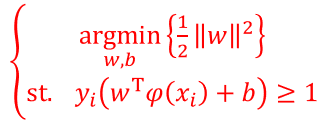 argmin {1/2 ‖w‖²}
w,b
st. yᵢ(wᵀφ(xᵢ) + b) ≥ 1